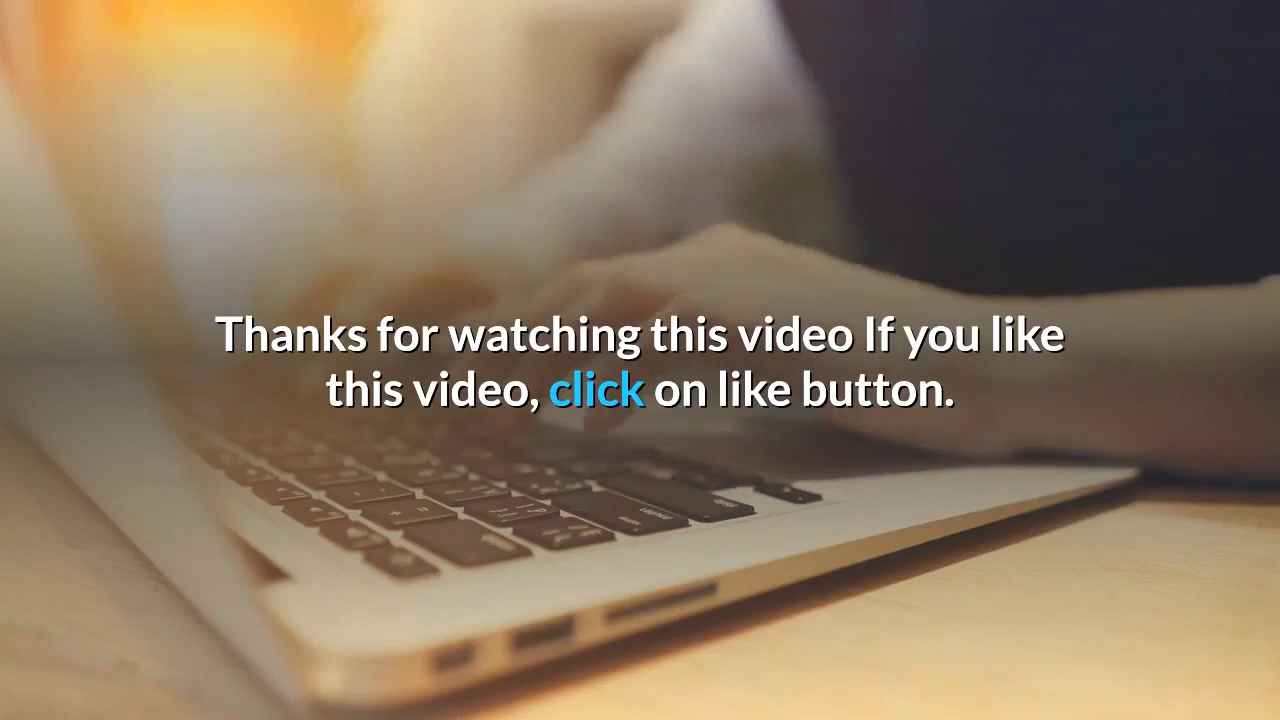 Thanks for watching this video If you like
this video, click on like button.